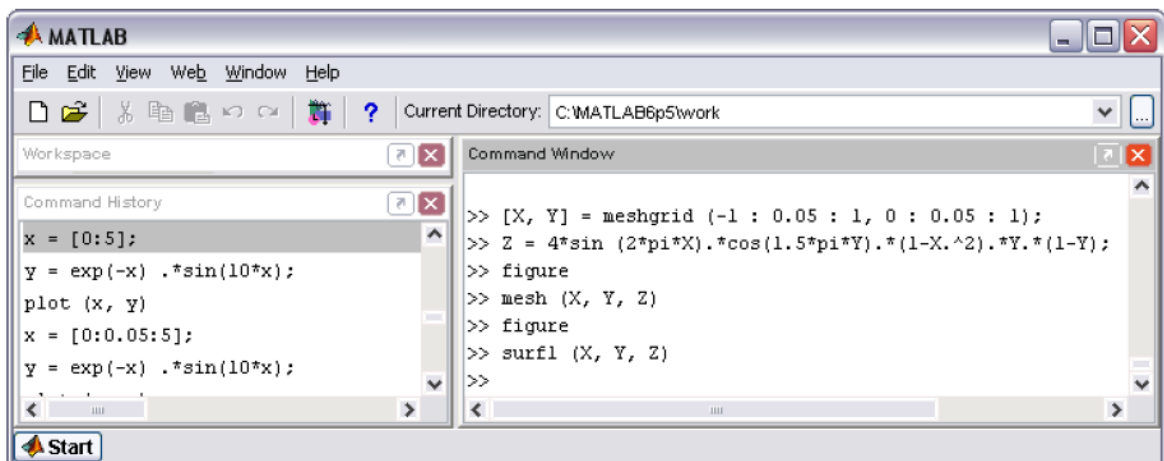 MATLAB
File Edit View Web Window Help
? Current Directory: C:\MATLAB6p5\work ...
Workspace
Command History
x = [0:5];
y = exp(-x) .*sin(10*x);
plot (x, y)
x = [0:0.05:5];
y = exp(-x) .*sin(10*x);
Command Window
>> [X, Y] = meshgrid (-1 : 0.05 : 1, 0 : 0.05 : 1);
>> Z = 4*sin (2*pi*X).*cos(1.5*pi*Y).*(1-X.^2).*Y.*(1-Y);
>> figure
>> mesh (X, Y, Z)
>> figure
>> surfl (X, Y, Z)
>>
Start